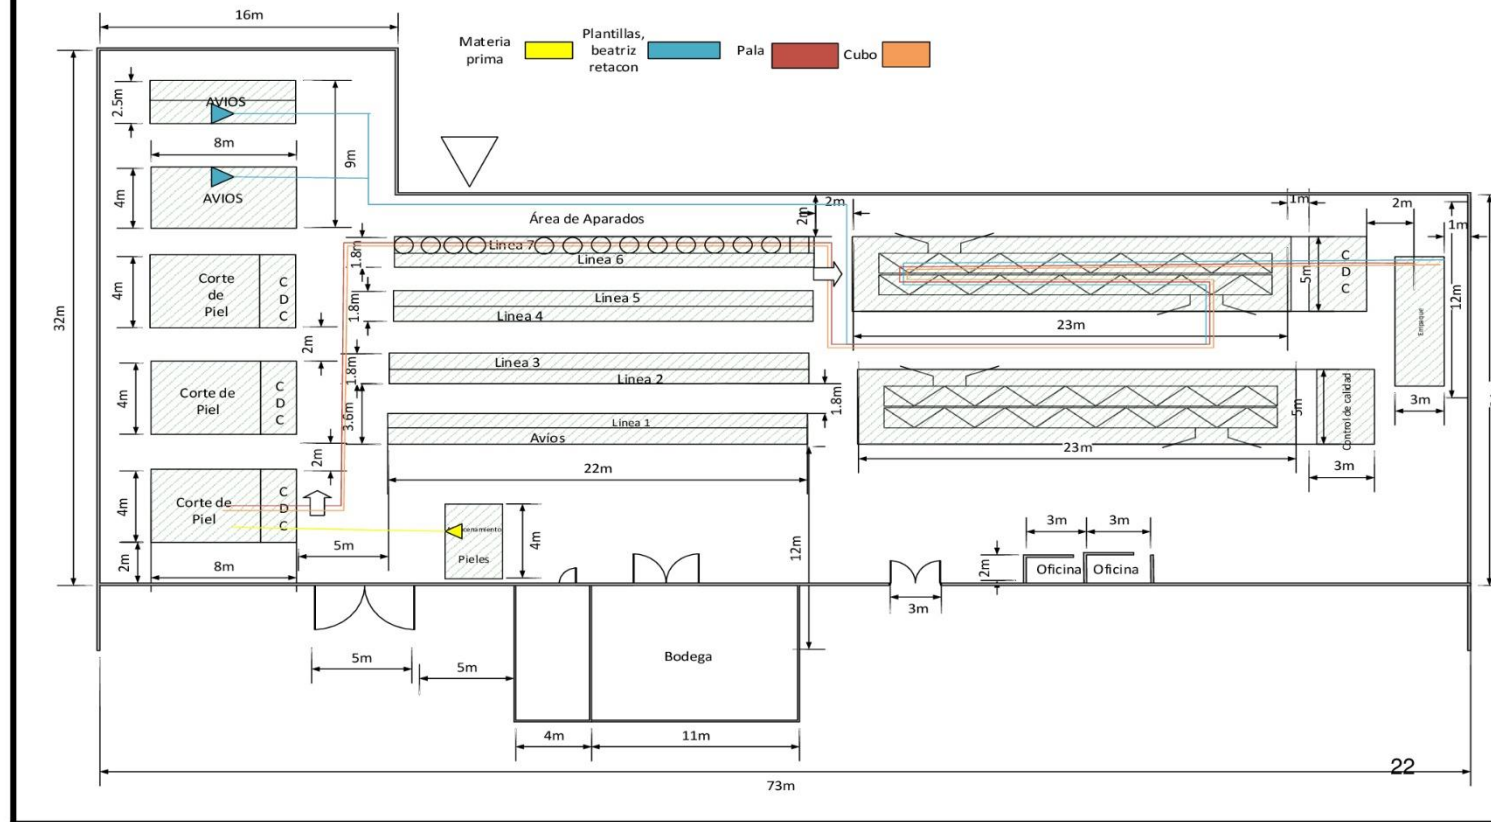 16m
Materia
prima
Plantillas,
beatriz
retacon
Pala
Cubo
2.5m
AVIOS
8m
9m
4m
AVIOS
Área de Aparados
2m
2m
1m
2m
1m
1.8m
Linea 7
Linea 6
4m
Corte
de
Piel
C
D
C
32m
1.8m
Linea 5
Linea 4
5m
C
D
C
12m
Empaque
23m
2m
1.8m
Linea 3
Linea 2
4m
Corte de
Piel
C
D
C
3.6m
Linea 1
Avíos
1.8m
5m
Control de calidad
3m
23m
3m
2m
22m
4m
Corte de
Piel
C
D
C
Pieles
4m
12m
3m
3m
2m
8m
5m
2m
Oficina
Oficina
3m
5m
5m
Bodega
4m
11m
22
73m